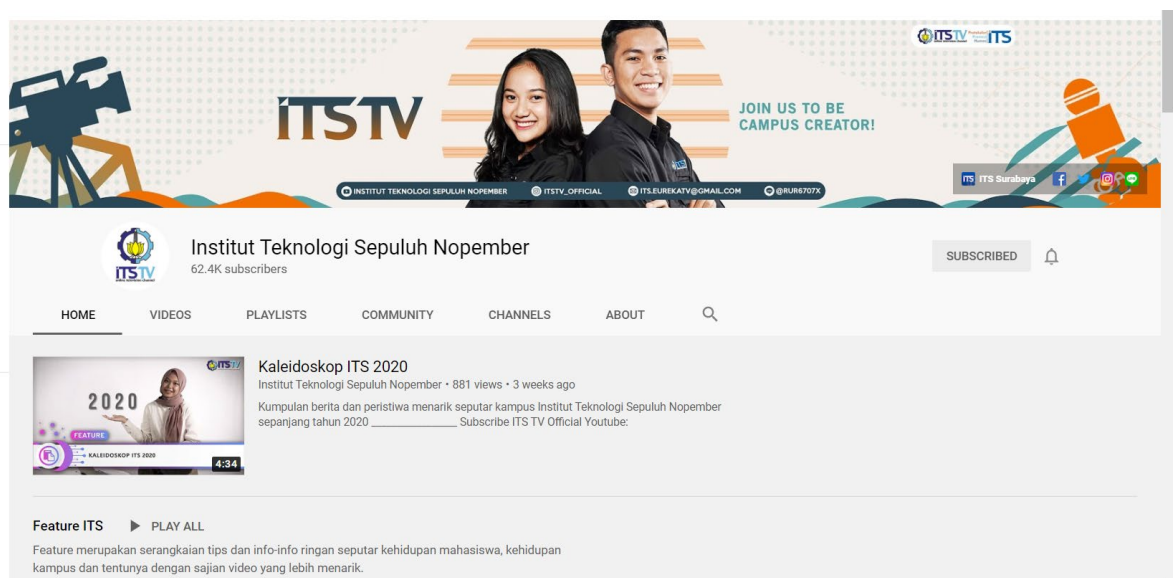 ITSTV ITS
ITSTV
JOIN US TO BE
CAMPUS CREATOR!
INSTITUT TEKNOLOGI SEPULUH NOPEMBER ITSTV_OFFICIAL ITS.EUREKATV@GMAIL.COM @RUR6707X
ITS ITS Surabaya
ITSTV
Institut Teknologi Sepuluh Nopember
62.4K subscribers
SUBSCRIBED
HOME VIDEOS PLAYLISTS COMMUNITY CHANNELS ABOUT
ITSTV
2020
FEATURE
KALEIDOSKOP ITS 2020
4:34
Kaleidoskop ITS 2020
Institut Teknologi Sepuluh Nopember • 881 views • 3 weeks ago
Kumpulan berita dan peristiwa menarik seputar kampus Institut Teknologi Sepuluh Nopember
sepanjang tahun 2020 ________________ Subscribe ITS TV Official Youtube:
Feature ITS PLAY ALL
Feature merupakan serangkaian tips dan info-info ringan seputar kehidupan mahasiswa, kehidupan
kampus dan tentunya dengan sajian video yang lebih menarik.